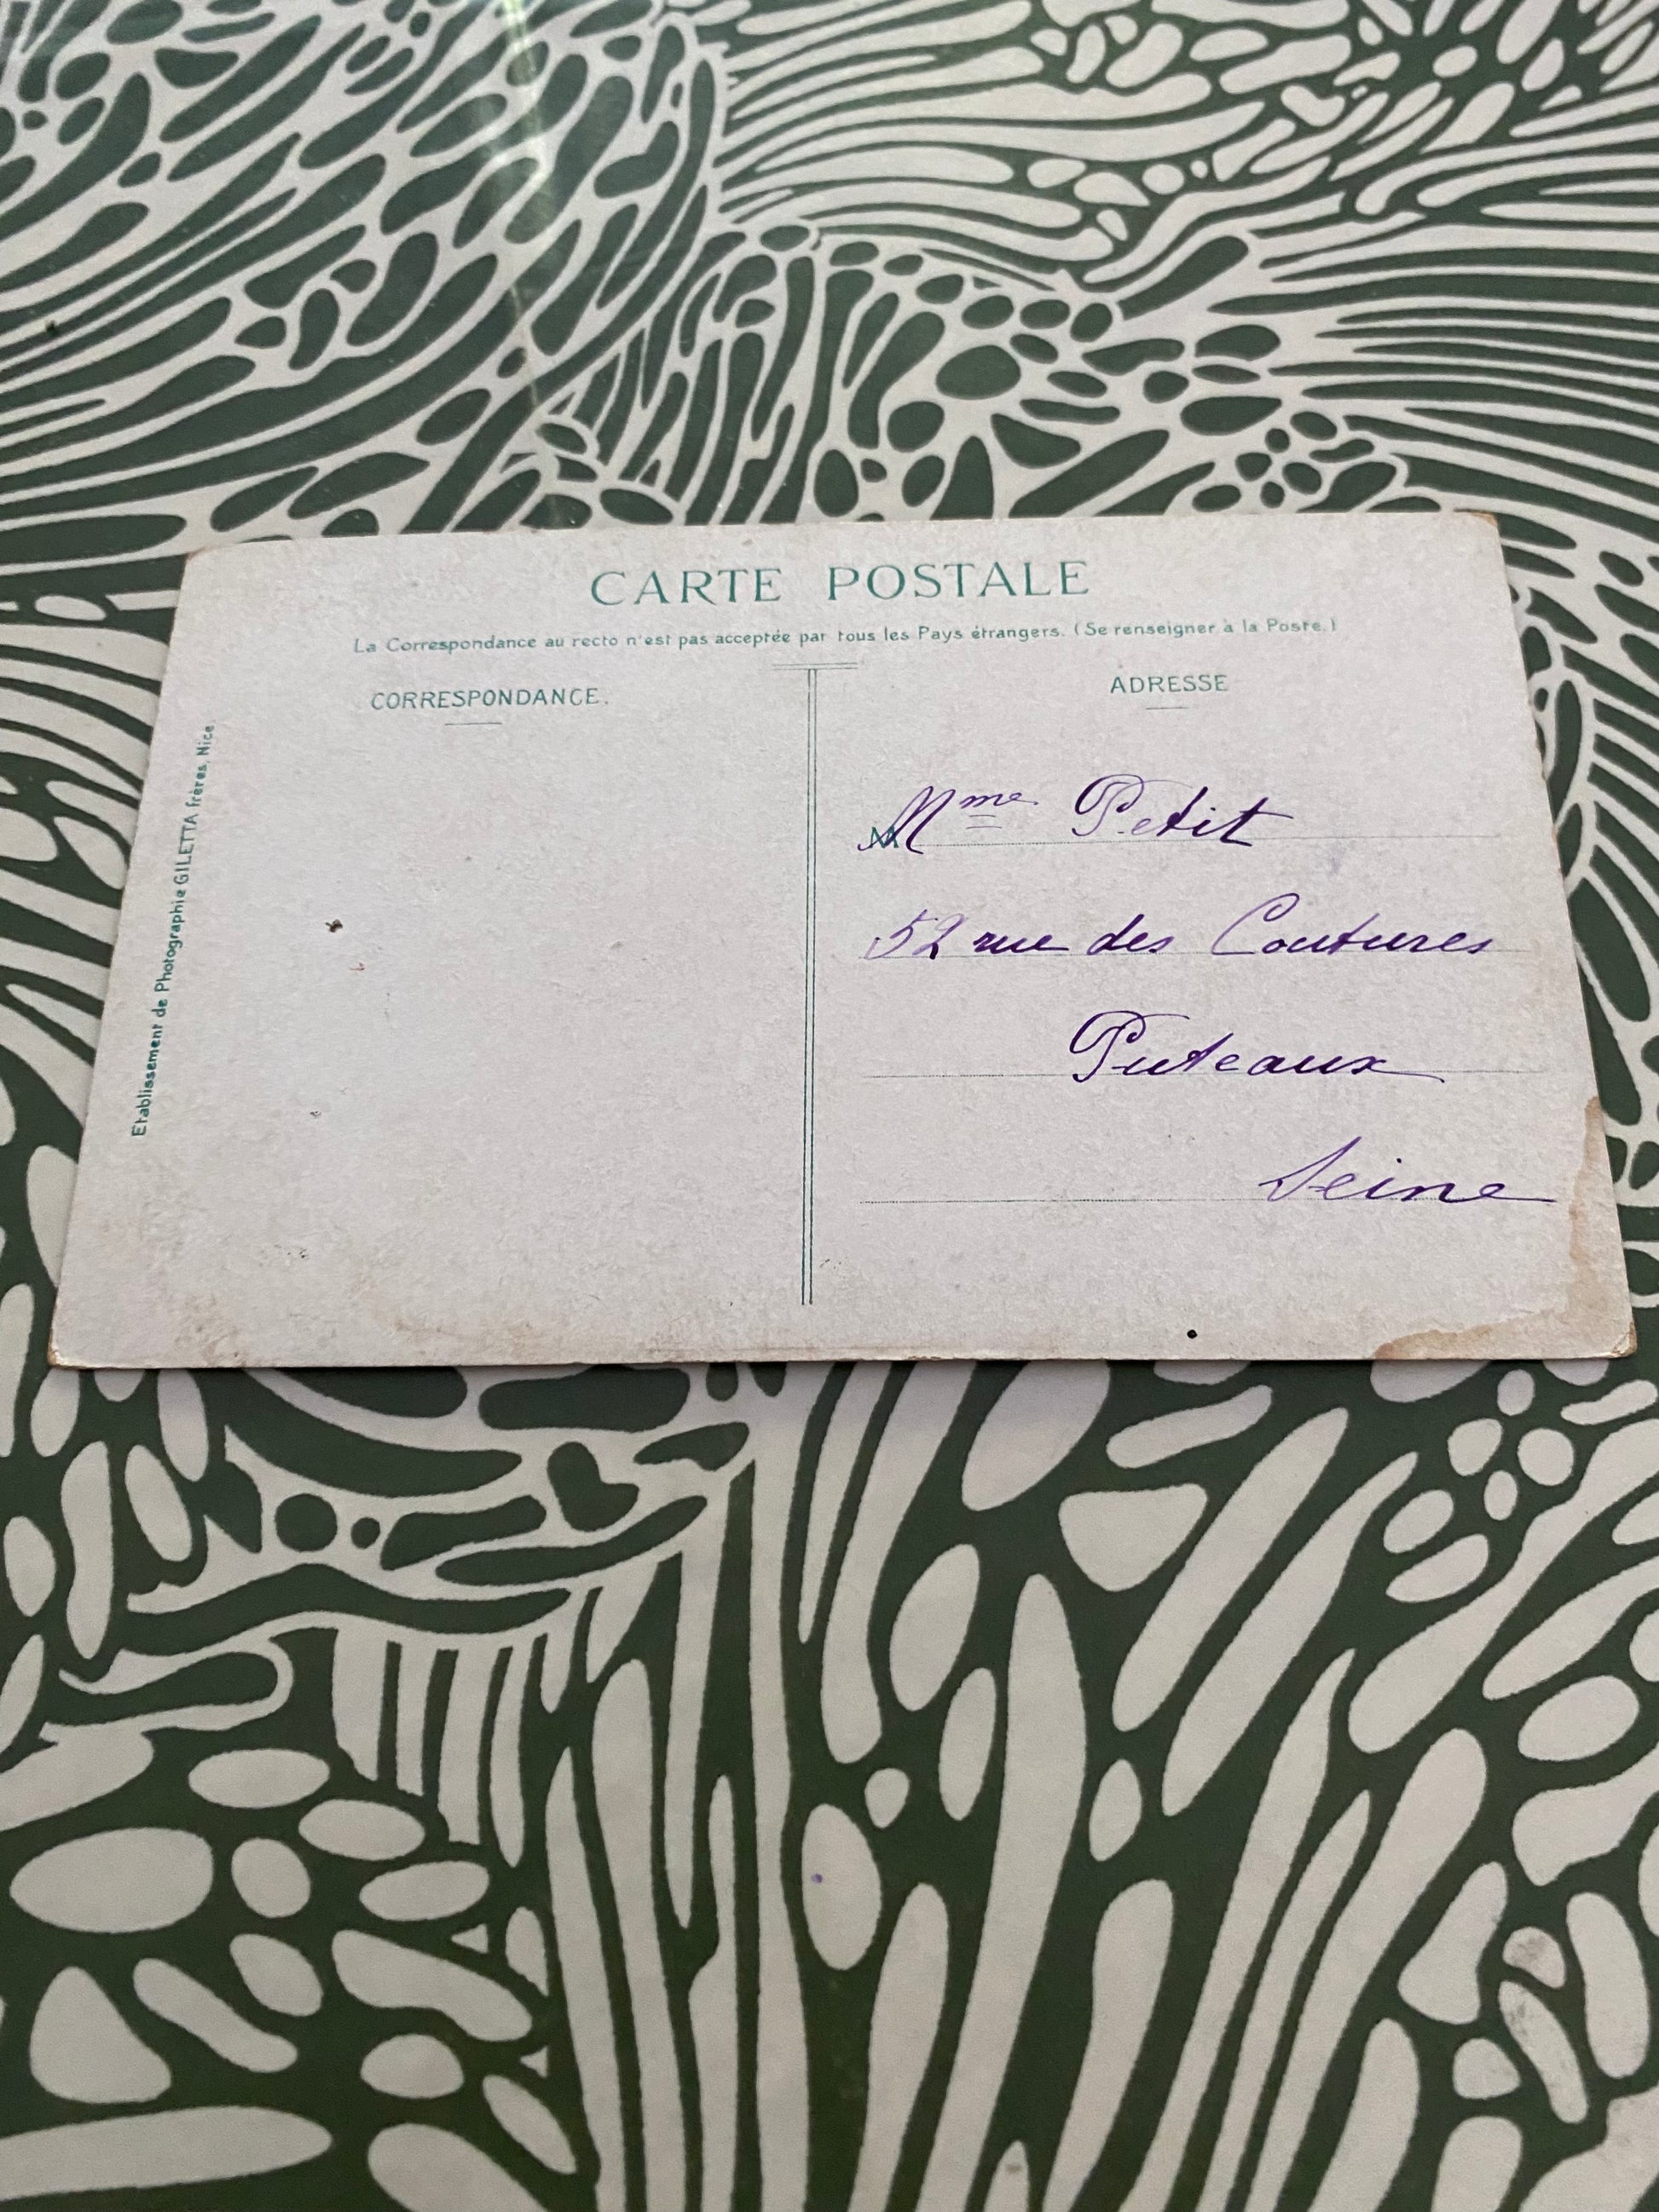 CARTE POSTALE
La Correspondance au recto n'est pas acceptée par tous les Pays étrangers. (Se renseigner à la Poste.)
CORRESPONDANCE.
Etablissement de Photographie GILETTA frères, Nice
ADRESSE
M
Mme Petit
52 rue des Coutures
Puteaux
Seine